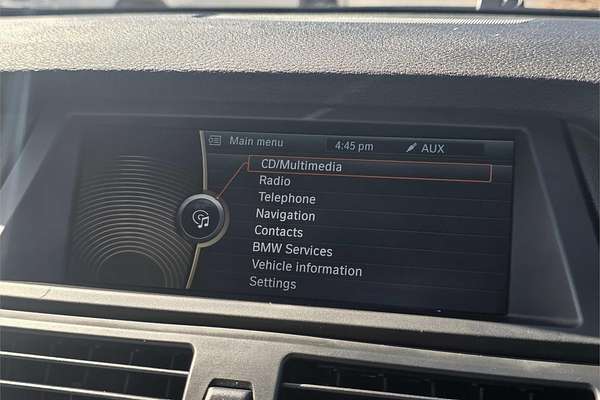 Main menu 4:45 pm AUX
CD/Multimedia
Radio
Telephone
Navigation
Contacts
BMW Services
Vehicle information
Settings